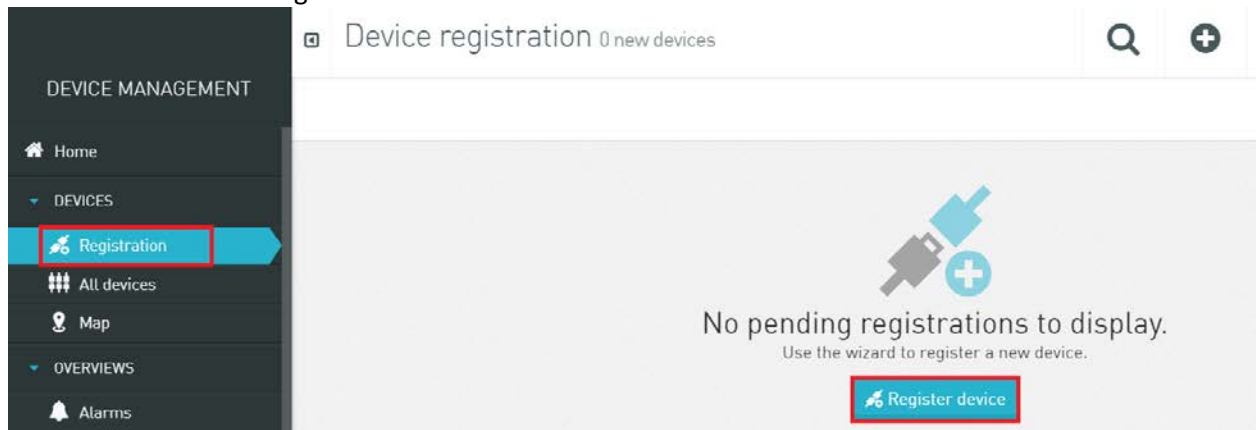 Device registration 0 new devices
DEVICE MANAGEMENT
Home
DEVICES
Registration
All devices
Map
OVERVIEWS
Alarms
No pending registrations to display.
Use the wizard to register a new device.
Register device